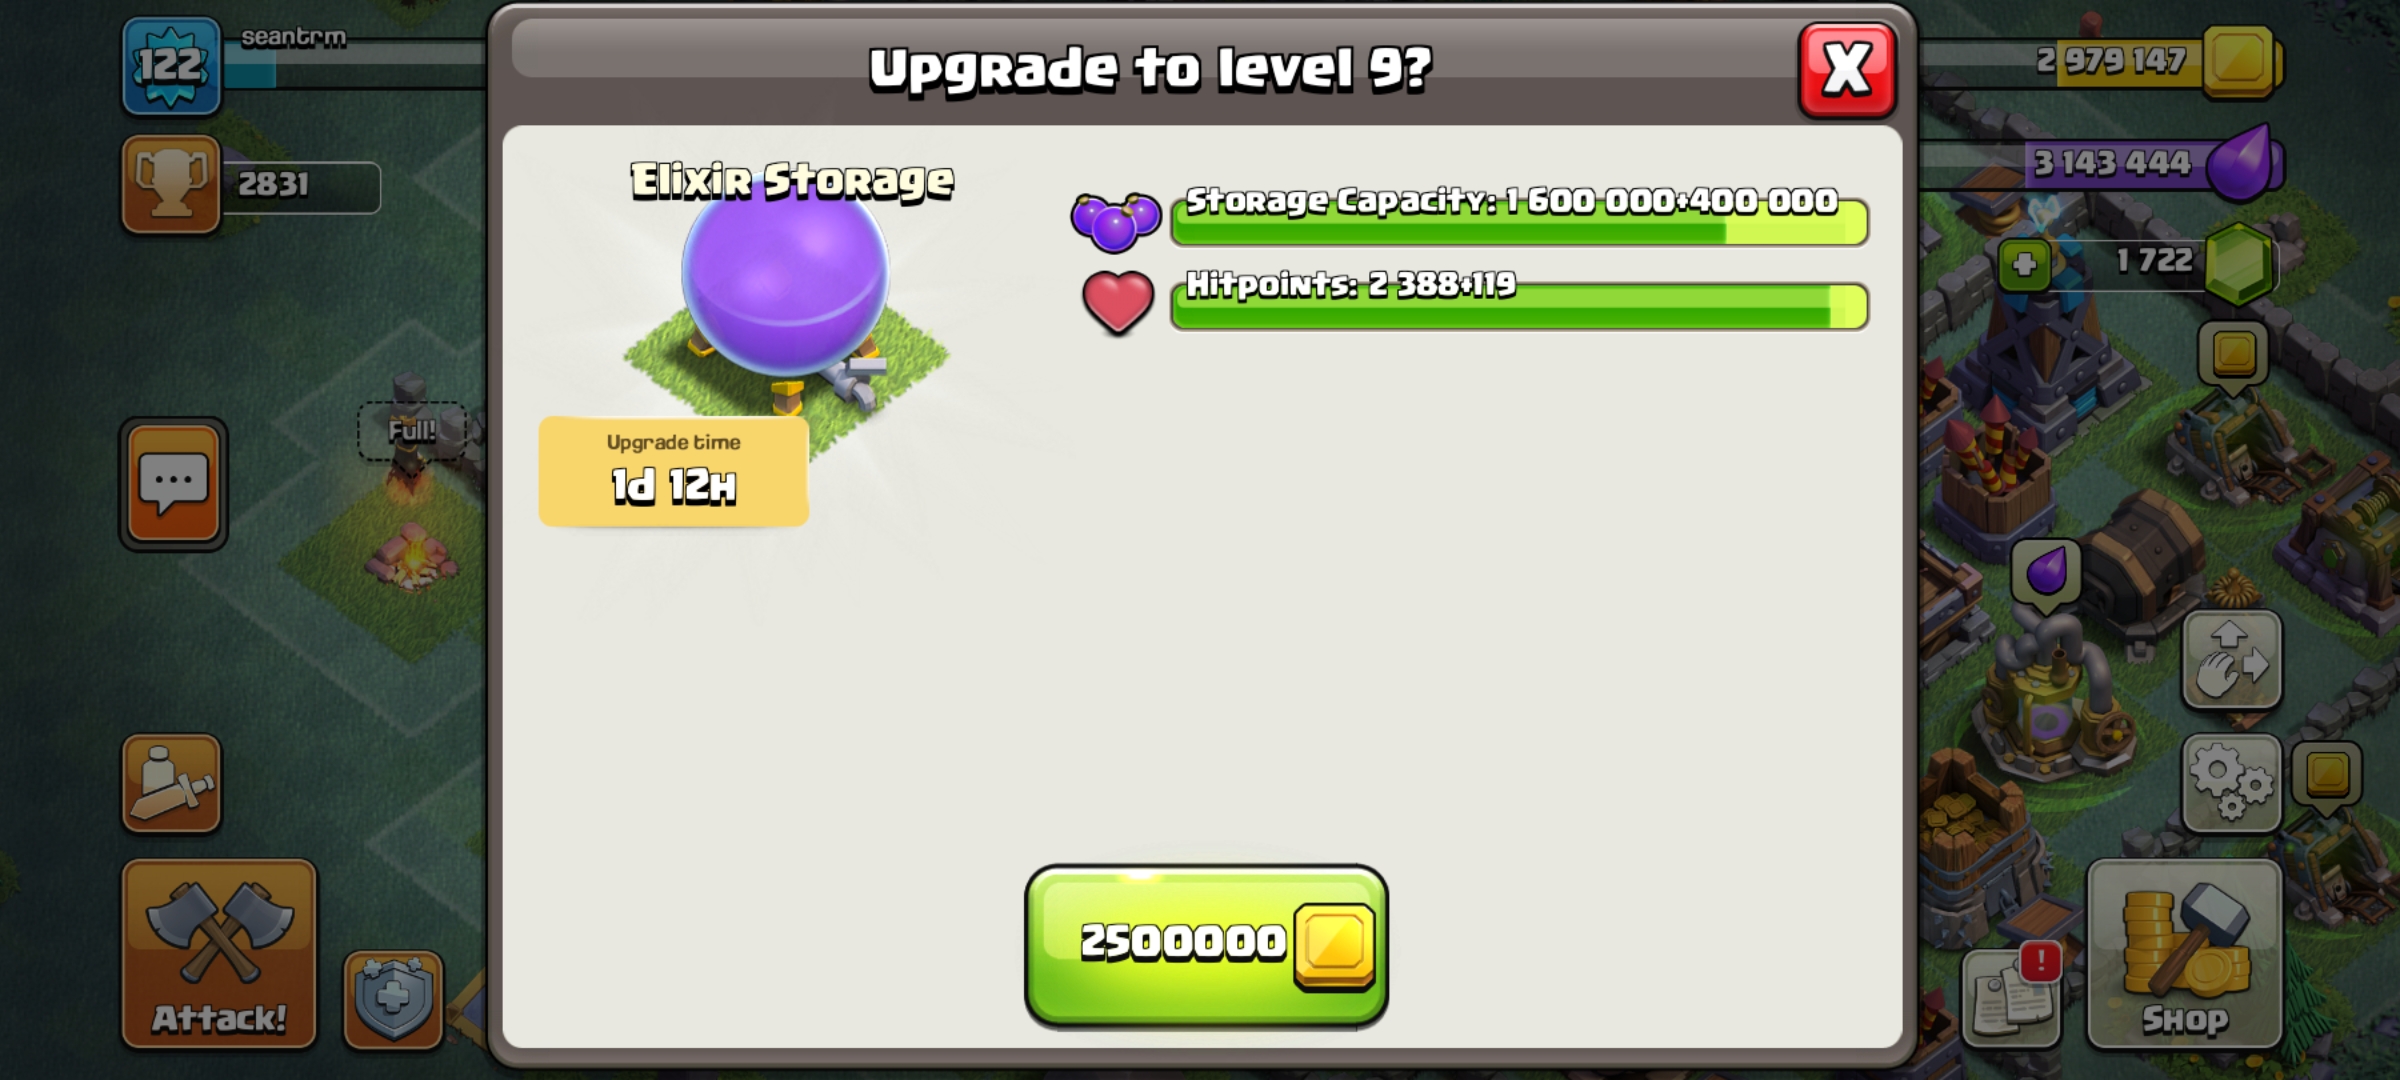 122
seantrm
2831
Full!
Attack!
Upgrade to level 9?
X
Elixir Storage
Upgrade time
1d 12H
Storage Capacity: 1 600 000+400 000
Hitpoints: 2 388+119
2500000
2 979 147
3 143 444
+
1 722
!
Shop